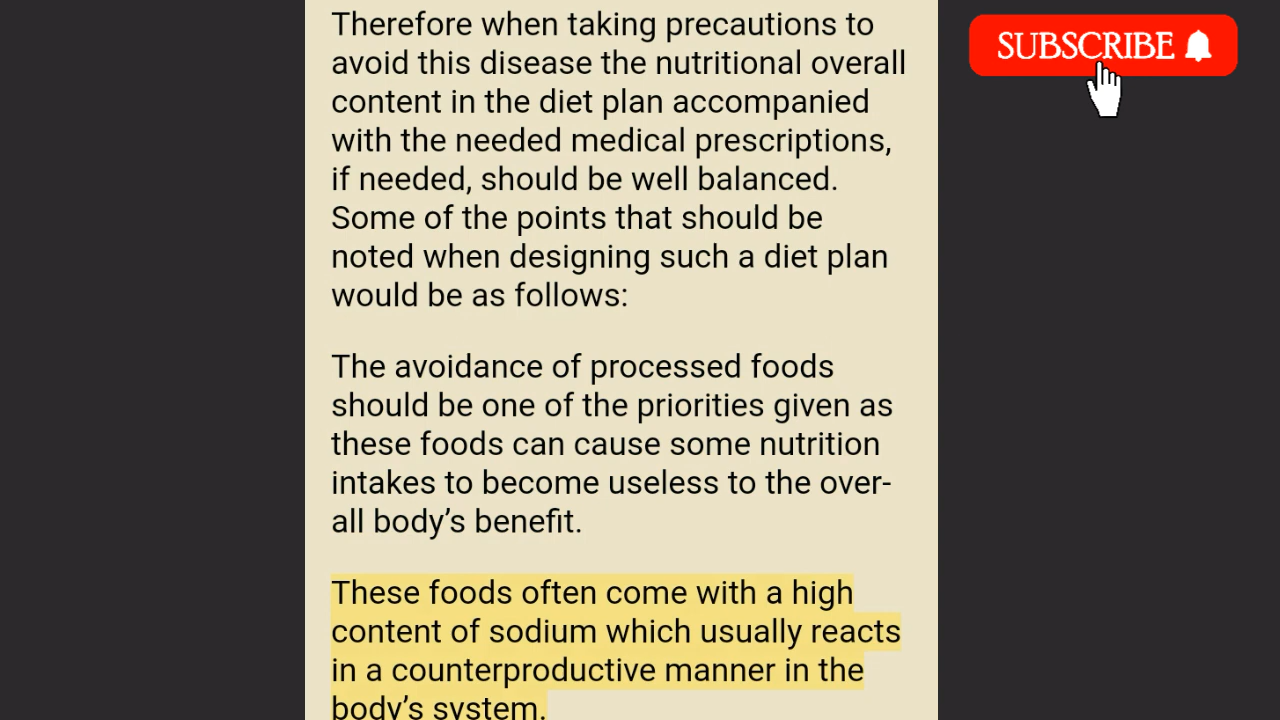 Therefore when taking precautions to
avoid this disease the nutritional overall
content in the diet plan accompanied
with the needed medical prescriptions,
if needed, should be well balanced.
Some of the points that should be
noted when designing such a diet plan
would be as follows:
The avoidance of processed foods
should be one of the priorities given as
these foods can cause some nutrition
intakes to become useless to the over-
all body’s benefit.
These foods often come with a high
content of sodium which usually reacts
in a counterproductive manner in the
body’s system.
SUBSCRIBE